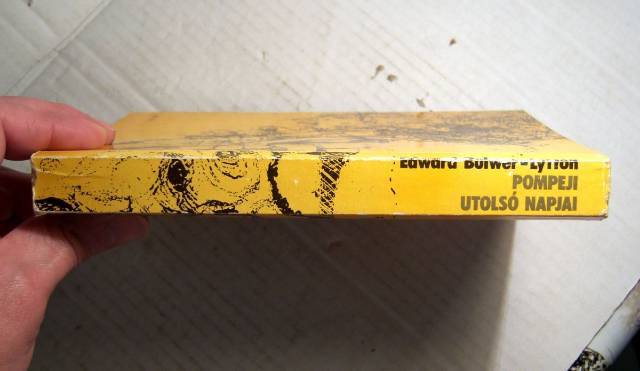 Edward Bulwer-Lytton
POMPEJI
UTOLSÓ NAPJAI